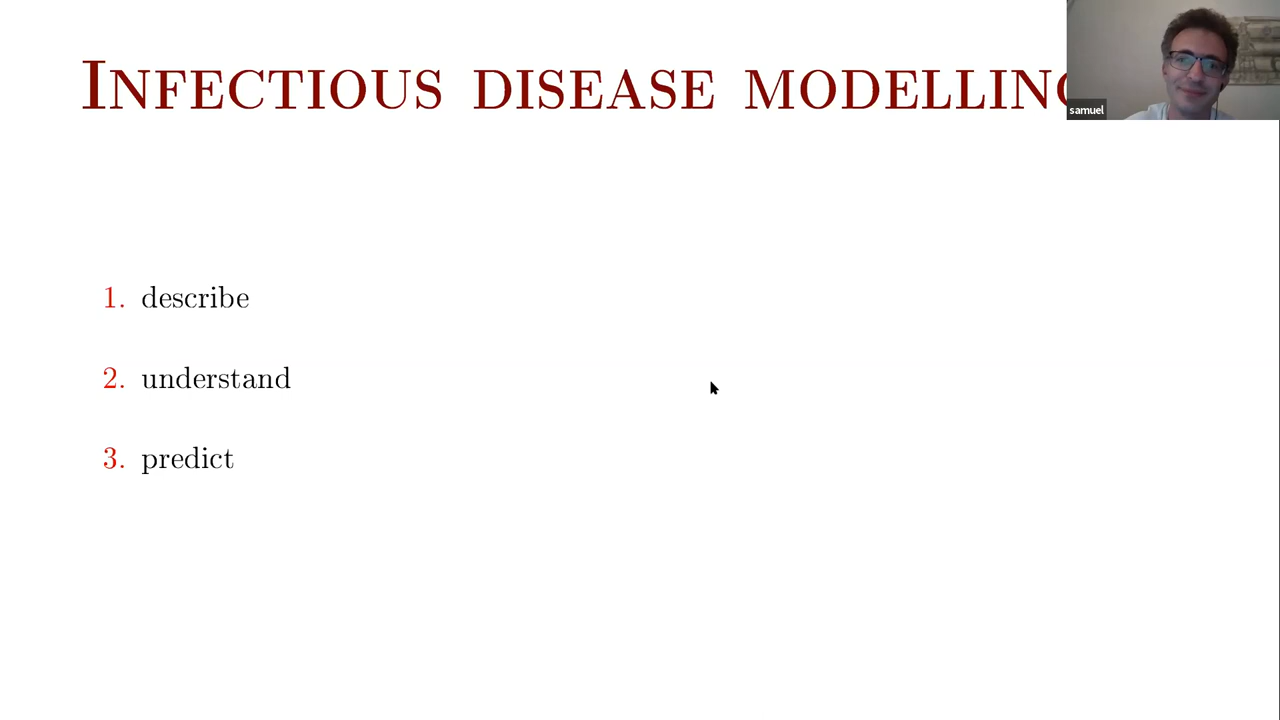 INFECTIOUS DISEASE MODELLING
samuel
1. describe
2. understand
3. predict